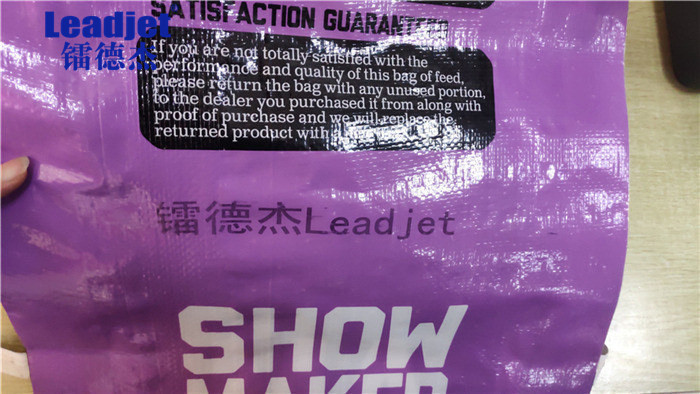 Leadjet
镭德杰
SATISFACTION GUARANTEED
If you are not totally satisfied with the
performance and quality of this bag of feed,
please return the bag with any unused portion,
to the dealer you purchased it from along with
proof of purchase and we will replace the
returned product with
镭德杰Leadjet
SHOW
MAKER